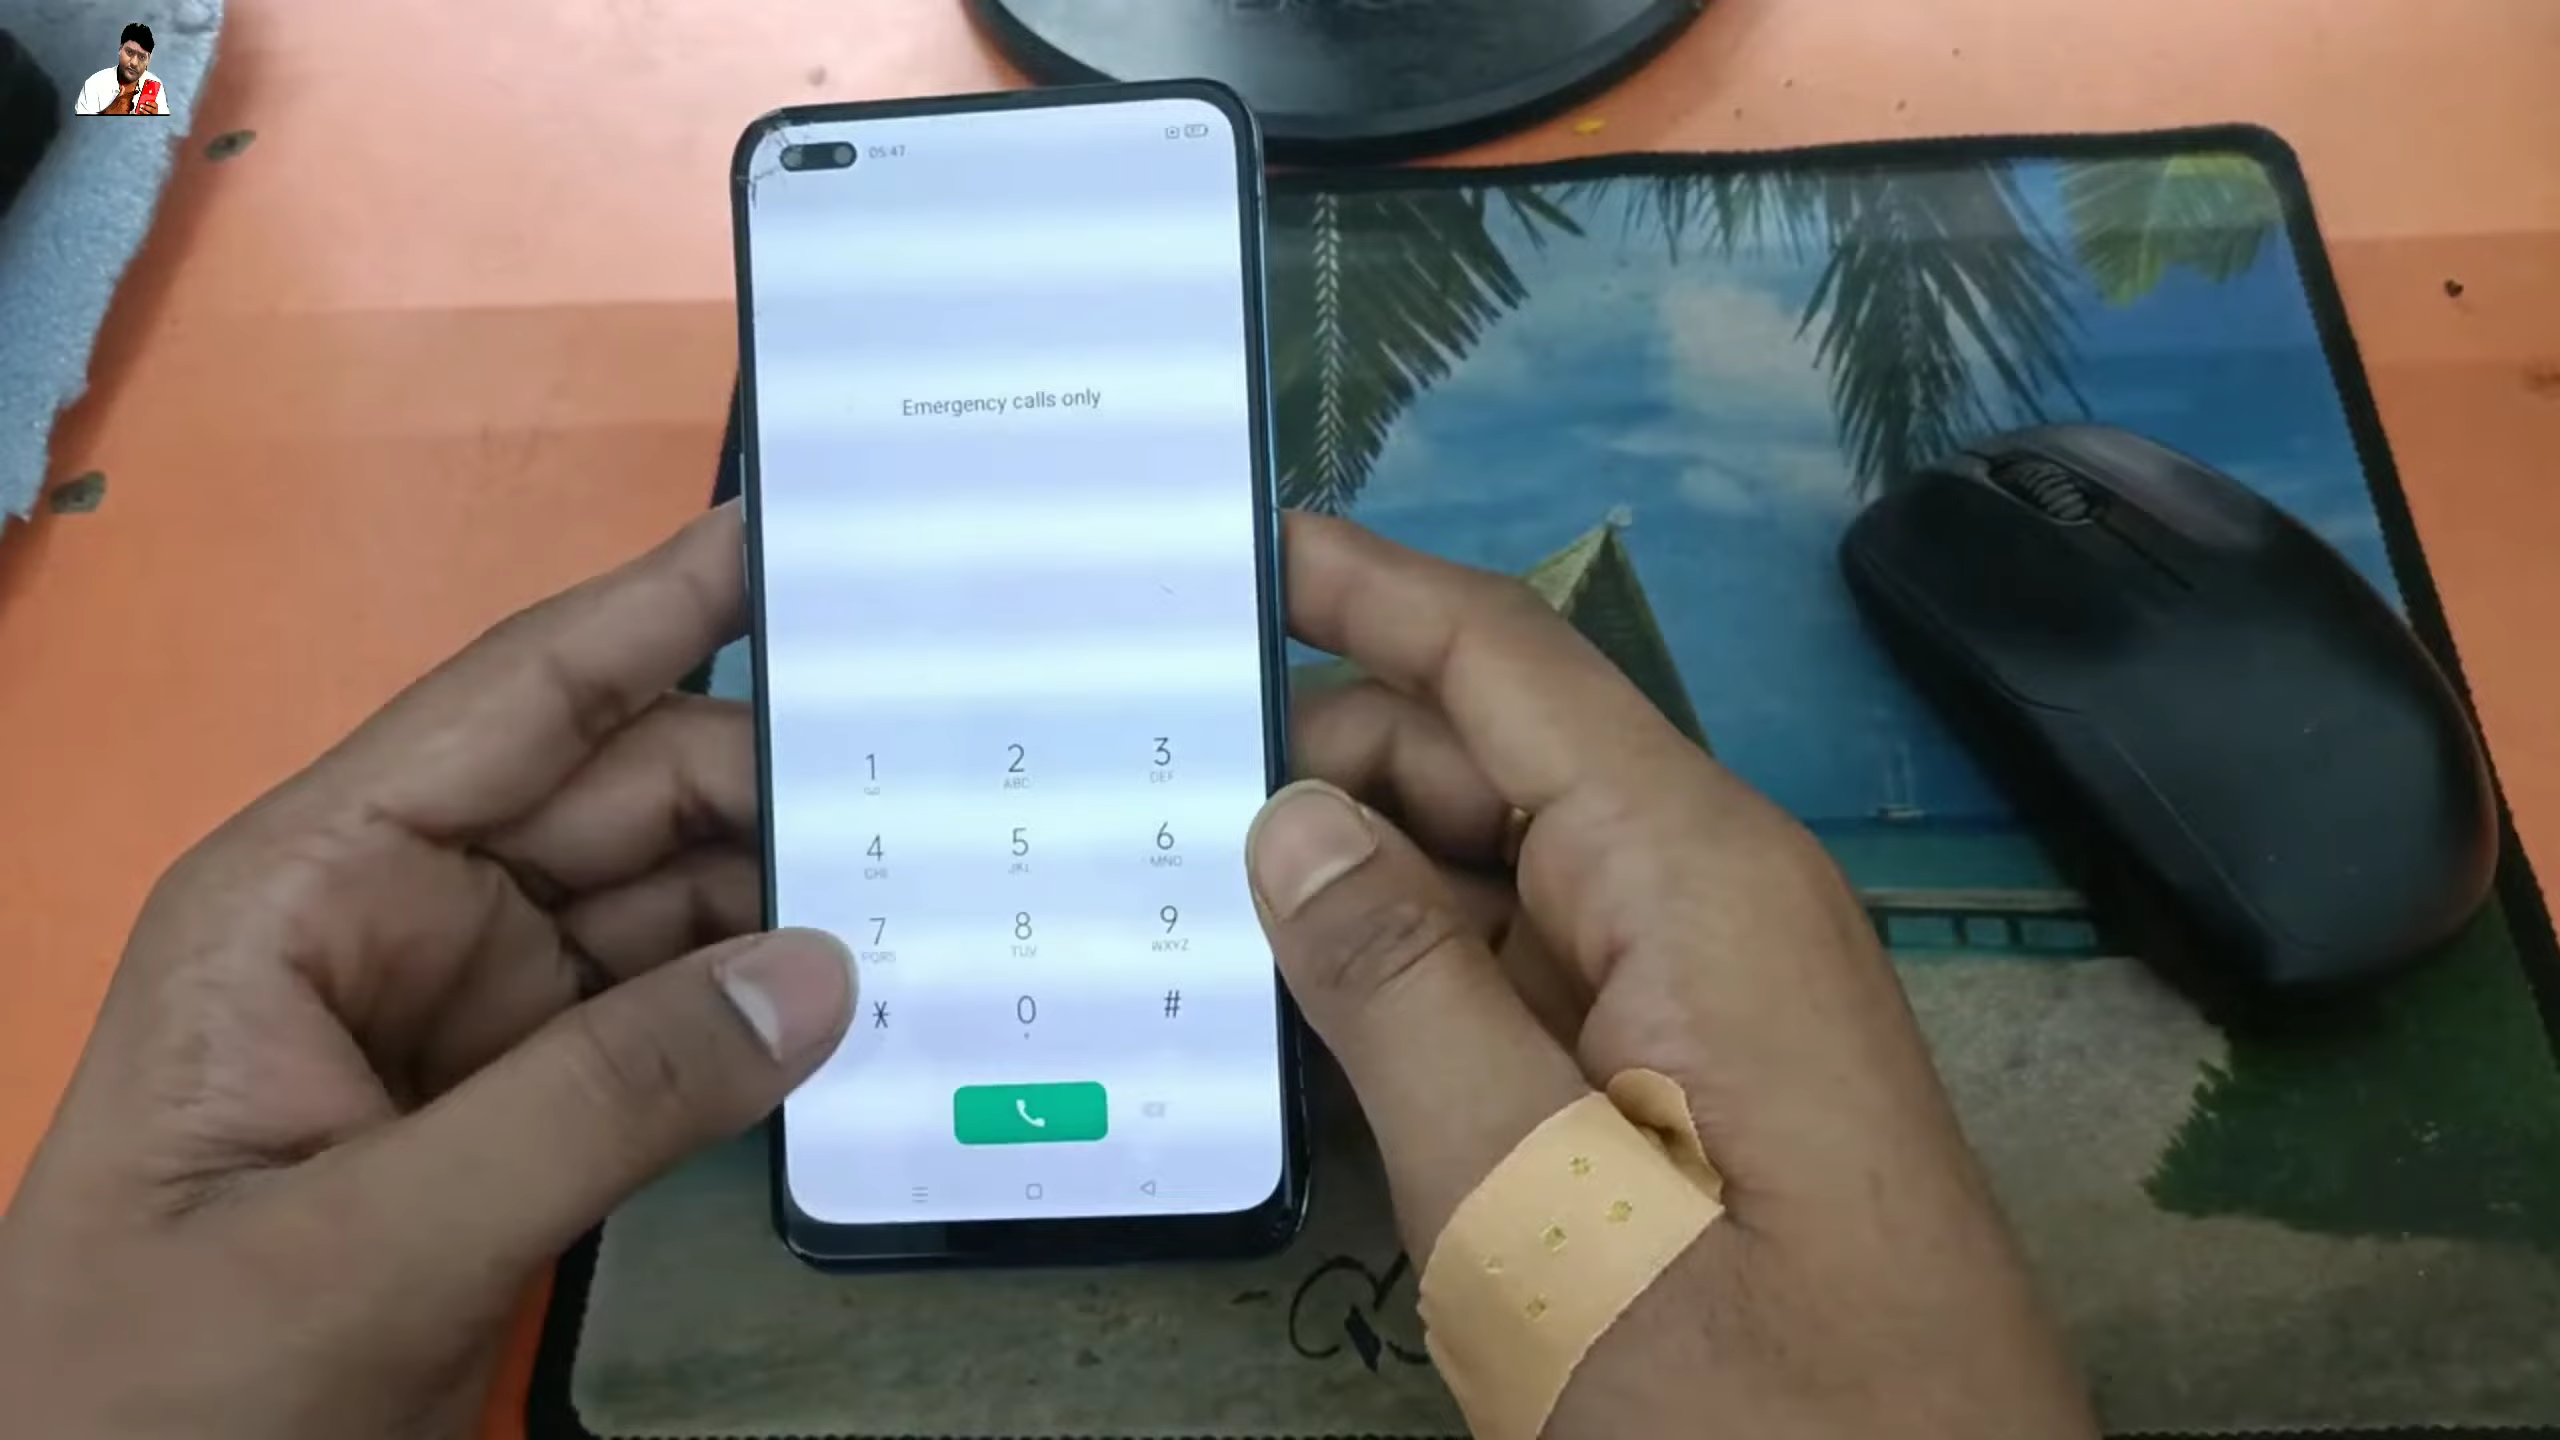 05:47
Emergency calls only
1 2 3
ABC DEF
4 5 6
GHI JKL MNO
7 8 9
PQRS TUV WXYZ
* 0 #
+